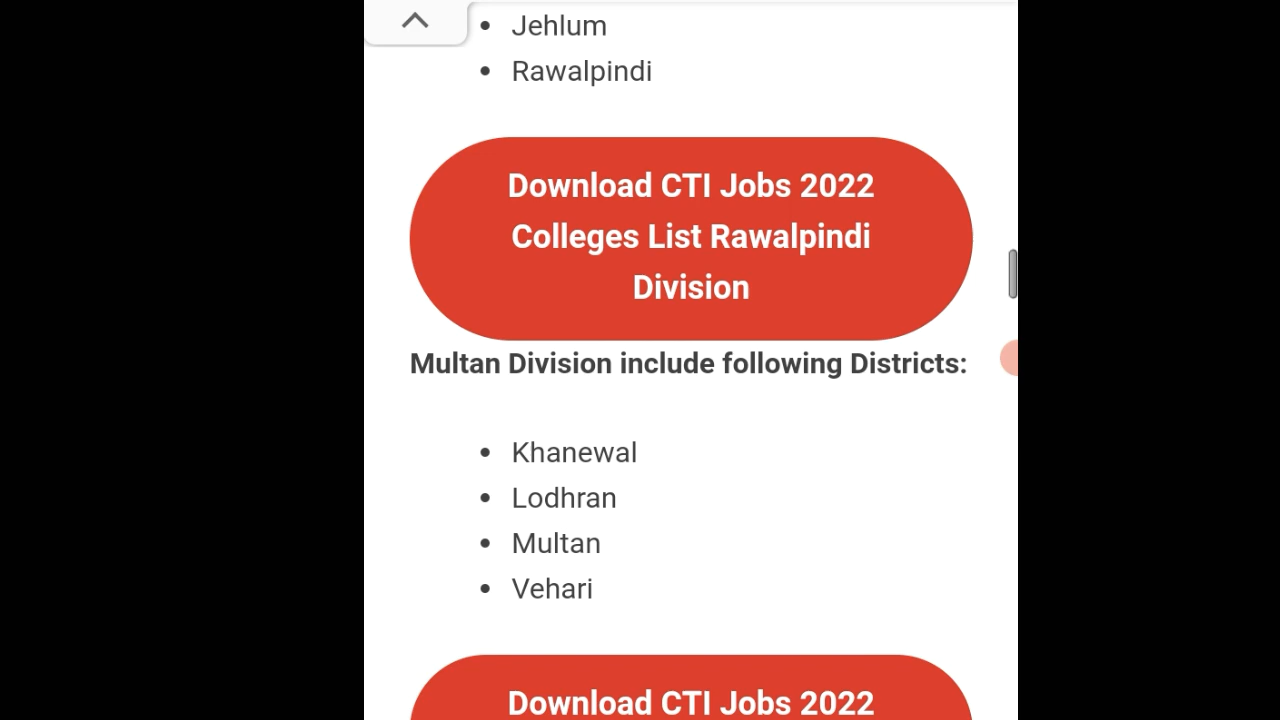 Jehlum
Rawalpindi
Download CTI Jobs 2022
Colleges List Rawalpindi
Division
Multan Division include following Districts:
Khanewal
Lodhran
Multan
Vehari
Download CTI Jobs 2022